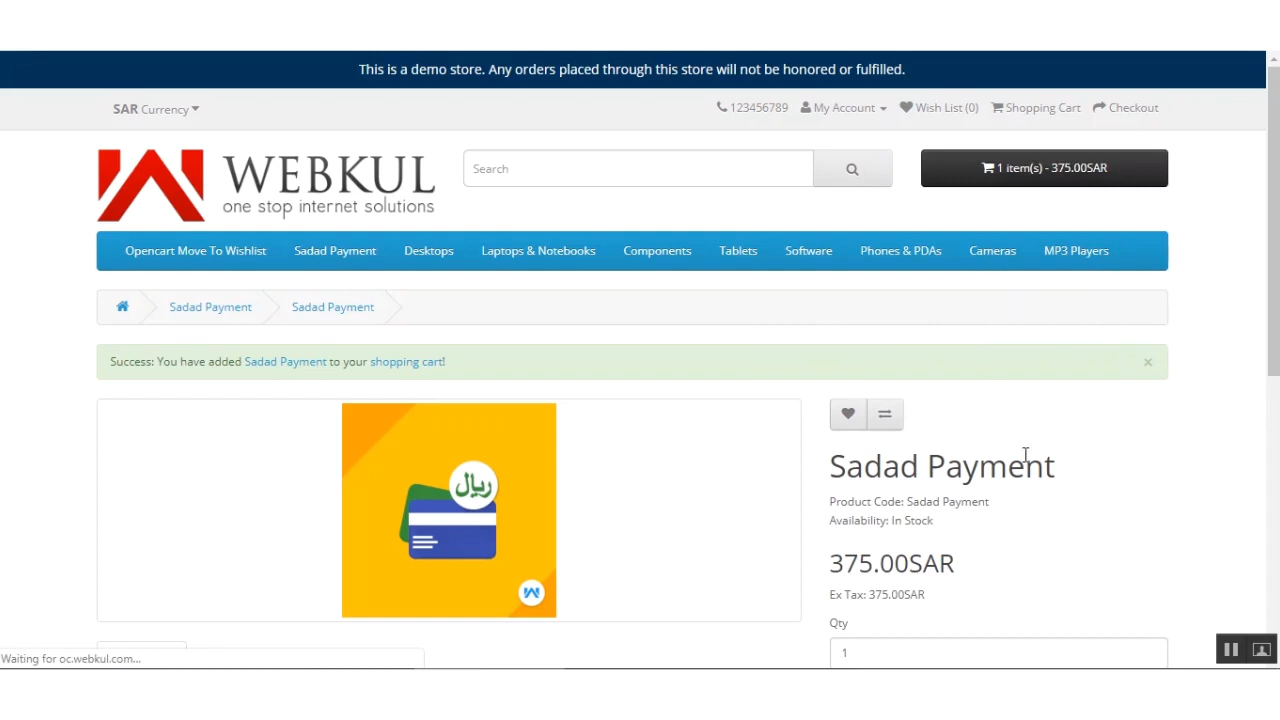 This is a demo store. Any orders placed through this store will not be honored or fulfilled.
SAR Currency
123456789 My Account Wish List (0) Shopping Cart Checkout
WEBKUL
one stop internet solutions
Search
1 item(s) - 375.00SAR
Opencart Move To Wishlist Sadad Payment Desktops Laptops & Notebooks Components Tablets Software Phones & PDAs Cameras MP3 Players
Sadad Payment Sadad Payment
Success: You have added Sadad Payment to your shopping cart! ×
ريال
Sadad Payment
Product Code: Sadad Payment
Availability: In Stock
375.00SAR
Ex Tax: 375.00SAR
Qty
1
Waiting for oc.webkul.com...